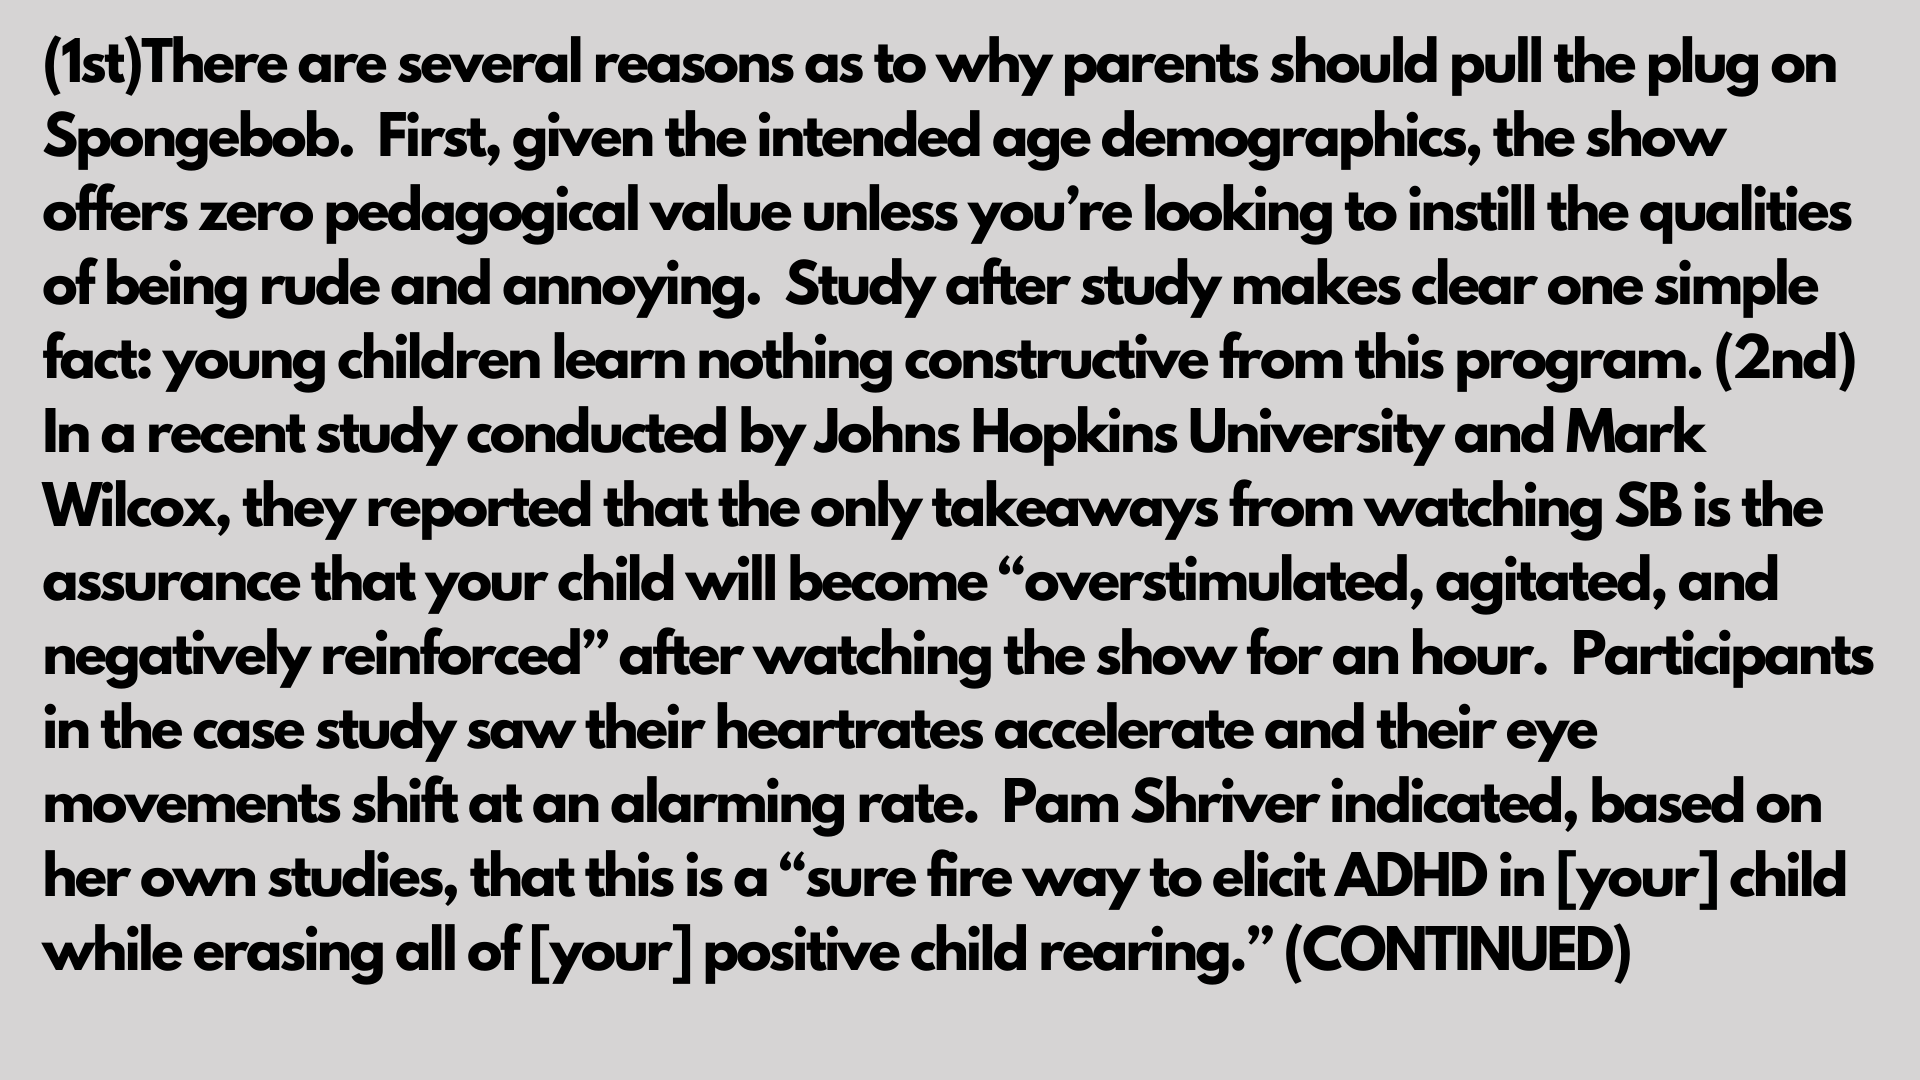 (1st)There are several reasons as to why parents should pull the plug on
Spongebob.  First, given the intended age demographics, the show
offers zero pedagogical value unless you’re looking to instill the qualities
of being rude and annoying.  Study after study makes clear one simple
fact: young children learn nothing constructive from this program. (2nd)
In a recent study conducted by Johns Hopkins University and Mark
Wilcox, they reported that the only takeaways from watching SB is the
assurance that your child will become “overstimulated, agitated, and
negatively reinforced” after watching the show for an hour.  Participants
in the case study saw their heartrates accelerate and their eye
movements shift at an alarming rate.  Pam Shriver indicated, based on
her own studies, that this is a “sure fire way to elicit ADHD in [your] child
while erasing all of [your] positive child rearing.” (CONTINUED)